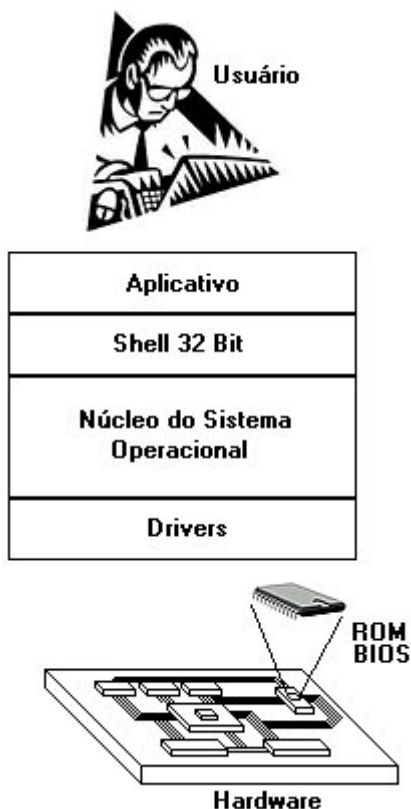 Usuário
Aplicativo
Shell 32 Bit
Núcleo do Sistema
Operacional
Drivers
ROM
BIOS
Hardware